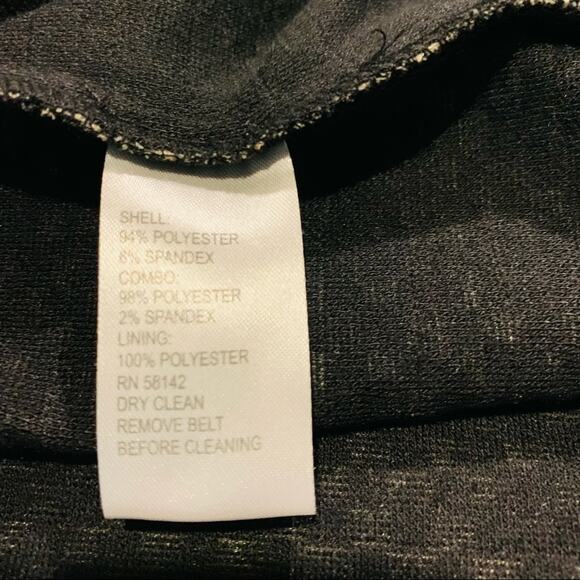 SHELL:
94% POLYESTER
6% SPANDEX
COMBO:
98% POLYESTER
2% SPANDEX
LINING:
100% POLYESTER
RN 58142
DRY CLEAN
REMOVE BELT
BEFORE CLEANING